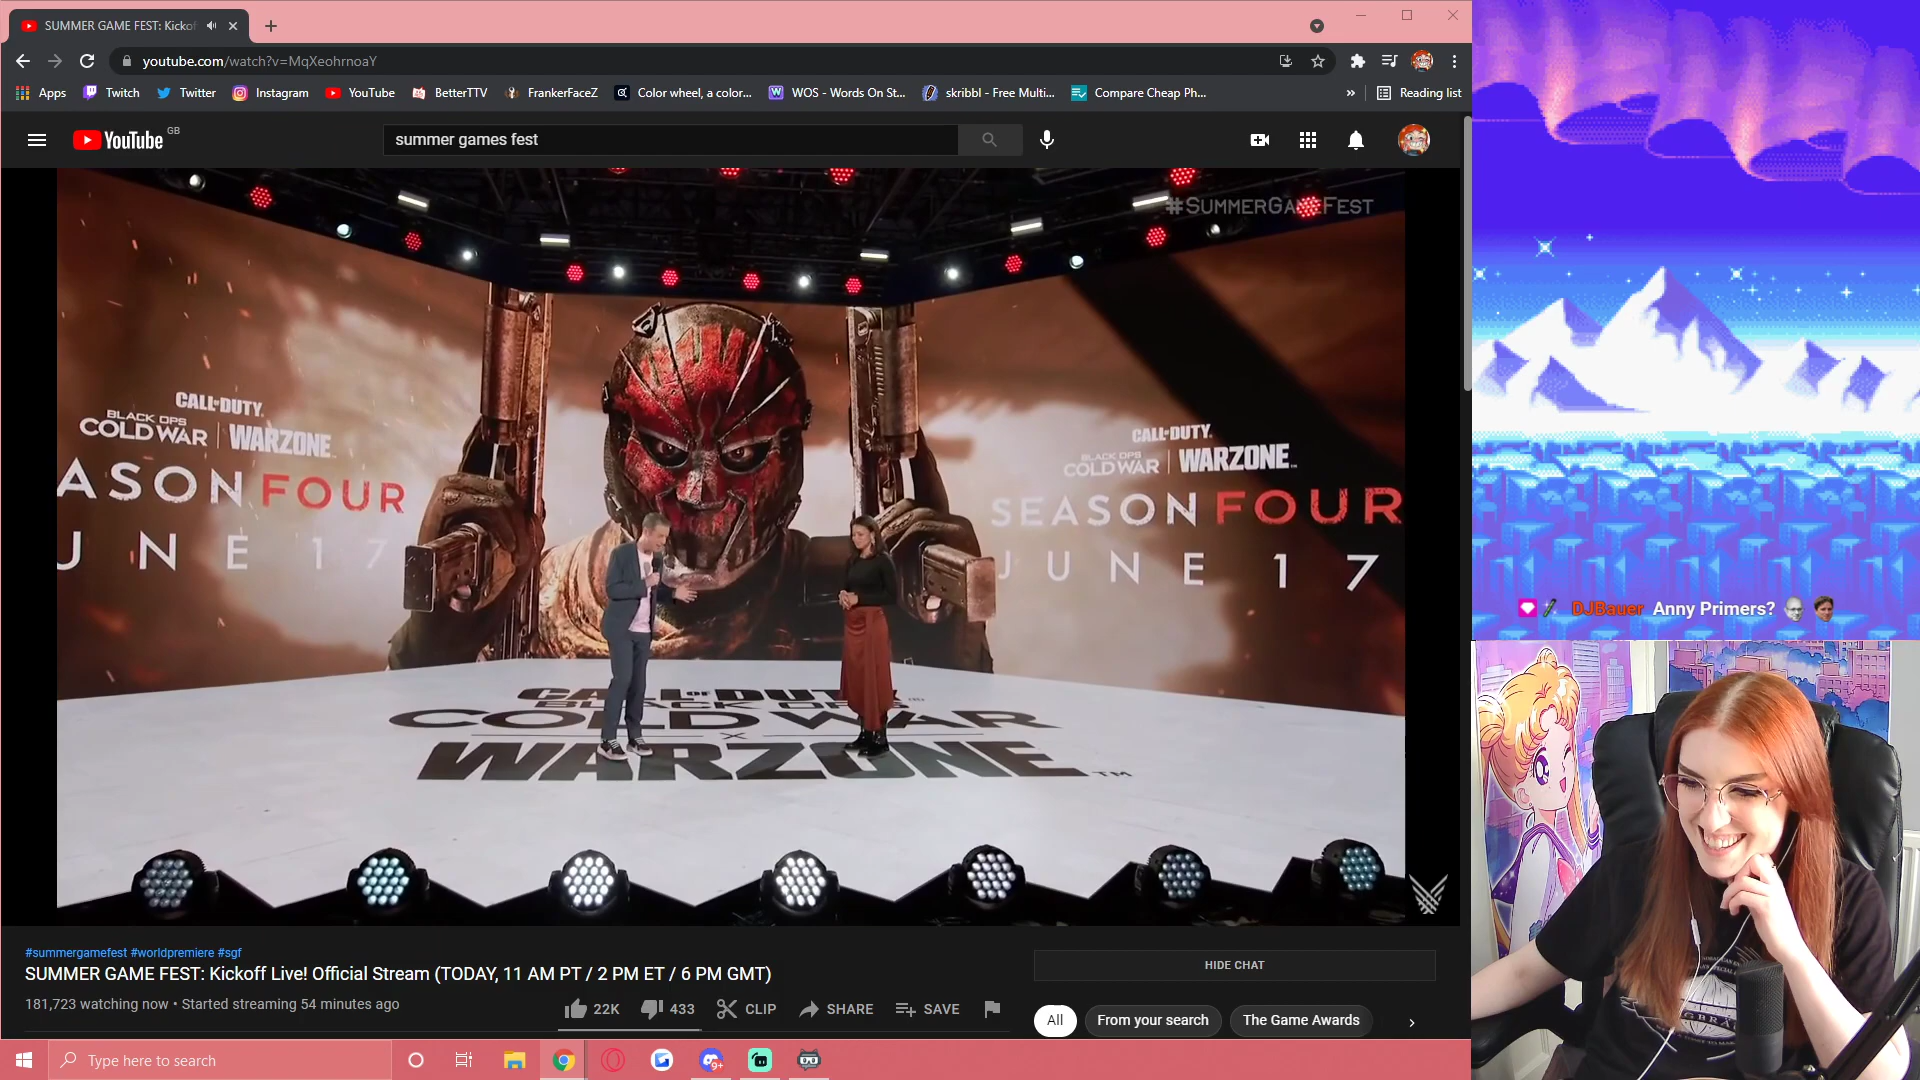 SUMMER GAME FEST: Kicko
youtube.com/watch?v=MqXeohrnoaY
Apps
Twitch
Twitter
Instagram
YouTube
BetterTTV
FrankerFaceZ
Color wheel, a color...
WOS - Words On St...
skribbl - Free Multi...
Compare Cheap Ph...
»
Reading list
YouTube GB
summer games fest
#SUMMERGAMEFEST
CALL OF DUTY
BLACK OPS
COLD WAR | WARZONE
ASON FOUR
UNE 17
CALL OF DUTY
BLACK OPS
COLD WAR | WARZONE
SEASON FOUR
JUNE 17
CALL OF DUTY
BLACK OPS
COLD WAR
WARZONE™
DJBauer Anny Primers?
#summergamefest #worldpremiere #sgf
SUMMER GAME FEST: Kickoff Live! Official Stream (TODAY, 11 AM PT / 2 PM ET / 6 PM GMT)
181,723 watching now • Started streaming 54 minutes ago
22K
433
CLIP
SHARE
SAVE
HIDE CHAT
All
From your search
The Game Awards
Type here to search
9+